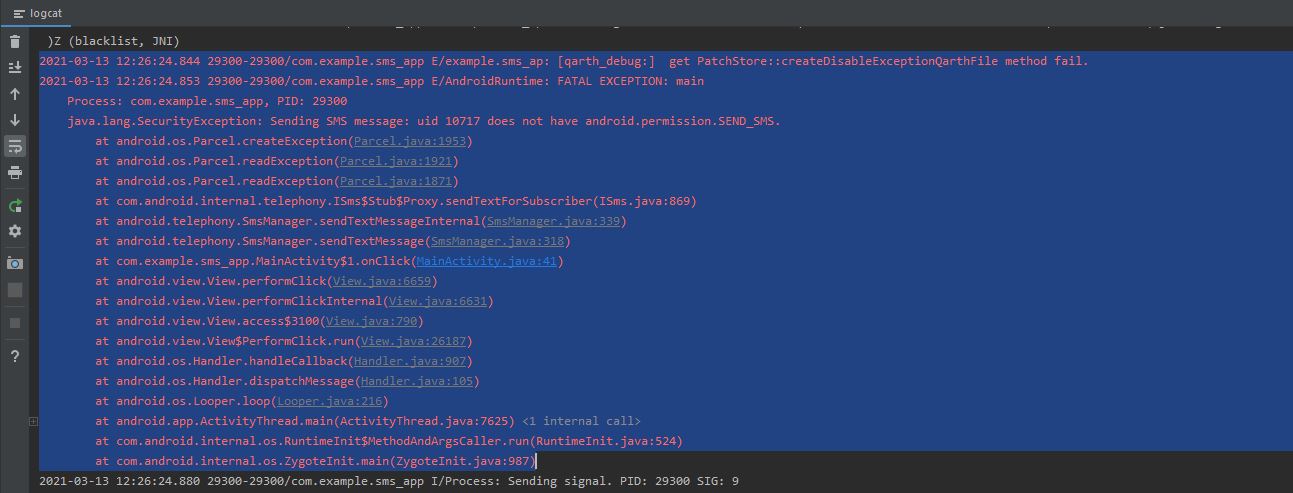 logcat
)Z (blacklist, JNI)
2021-03-13 12:26:24.844 29300-29300/com.example.sms_app E/example.sms_ap: [qarth_debug:]  get PatchStore::createDisableExceptionQarthFile method fail.
2021-03-13 12:26:24.853 29300-29300/com.example.sms_app E/AndroidRuntime: FATAL EXCEPTION: main
Process: com.example.sms_app, PID: 29300
java.lang.SecurityException: Sending SMS message: uid 10717 does not have android.permission.SEND_SMS.
at android.os.Parcel.createException(Parcel.java:1953)
at android.os.Parcel.readException(Parcel.java:1921)
at android.os.Parcel.readException(Parcel.java:1871)
at com.android.internal.telephony.ISms$Stub$Proxy.sendTextForSubscriber(ISms.java:869)
at android.telephony.SmsManager.sendTextMessageInternal(SmsManager.java:339)
at android.telephony.SmsManager.sendTextMessage(SmsManager.java:318)
at com.example.sms_app.MainActivity$1.onClick(MainActivity.java:41)
at android.view.View.performClick(View.java:6659)
at android.view.View.performClickInternal(View.java:6631)
at android.view.View.access$3100(View.java:790)
at android.view.View$PerformClick.run(View.java:26187)
at android.os.Handler.handleCallback(Handler.java:907)
at android.os.Handler.dispatchMessage(Handler.java:105)
at android.os.Looper.loop(Looper.java:216)
at android.app.ActivityThread.main(ActivityThread.java:7625) <1 internal call>
at com.android.internal.os.RuntimeInit$MethodAndArgsCaller.run(RuntimeInit.java:524)
at com.android.internal.os.ZygoteInit.main(ZygoteInit.java:987)
2021-03-13 12:26:24.880 29300-29300/com.example.sms_app I/Process: Sending signal. PID: 29300 SIG: 9